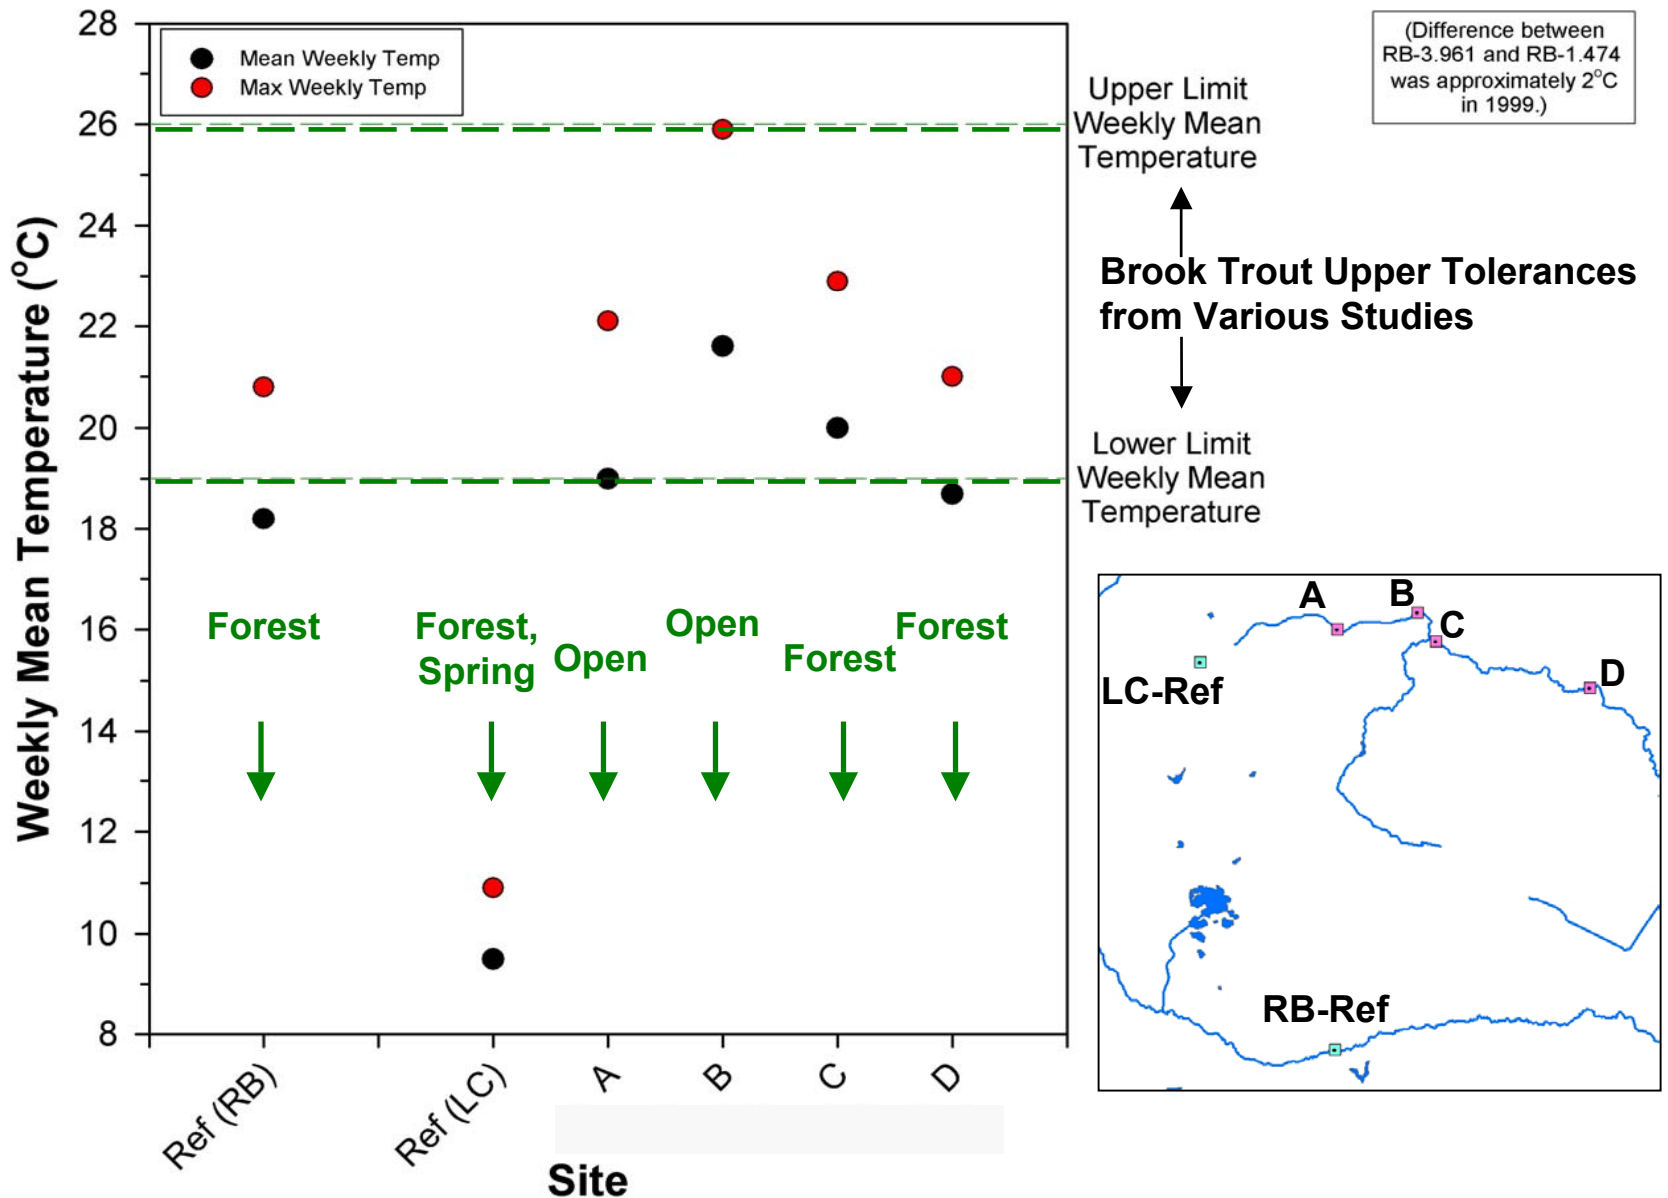 28
26
24
22
20
18
16
14
12
10
8
Weekly Mean Temperature (°C)
Mean Weekly Temp
Max Weekly Temp
Forest
Forest,
Spring
Open
Open
Forest
Forest
Ref (RB)
Ref (LC)
A
B
C
D
Site
(Difference between
RB-3.961 and RB-1.474
was approximately 2°C
in 1999.)
Upper Limit
Weekly Mean
Temperature
Brook Trout Upper Tolerances
from Various Studies
Lower Limit
Weekly Mean
Temperature
A
B
C
D
LC-Ref
RB-Ref